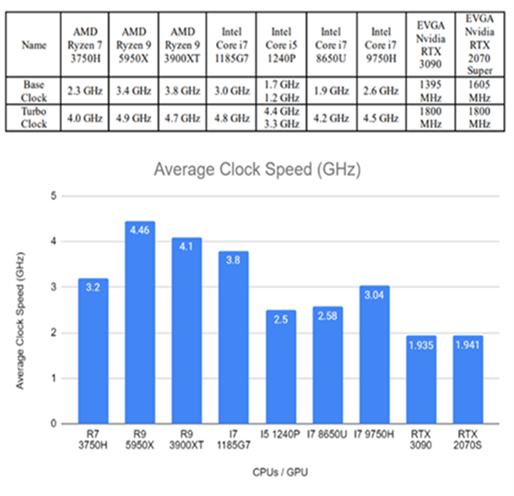 Name AMD Ryzen 7 3750H AMD Ryzen 9 5950X AMD Ryzen 9 3900XT Intel Core i7 1185G7 Intel Core i5 1240P Intel Core i7 8650U Intel Core i7 9750H EVGA Nvidia RTX 3090 EVGA Nvidia RTX 2070 Super
Base Clock 2.3 GHz 3.4 GHz 3.8 GHz 3.0 GHz 1.7 GHz 1.2 GHz 1.9 GHz 2.6 GHz 1395 MHz 1605 MHz
Turbo Clock 4.0 GHz 4.9 GHz 4.7 GHz 4.8 GHz 4.4 GHz 3.3 GHz 4.2 GHz 4.5 GHz 1800 MHz 1800 MHz
Average Clock Speed (GHz)
Average Clock Speed (GHz)
5
4
3
2
1
0
3.2
4.46
4.1
3.8
2.5
2.58
3.04
1.935
1.941
R7 3750H
R9 5950X
R9 3900XT
I7 1185G7
I5 1240P
I7 8650U
I7 9750H
RTX 3090
RTX 2070S
CPUs / GPU